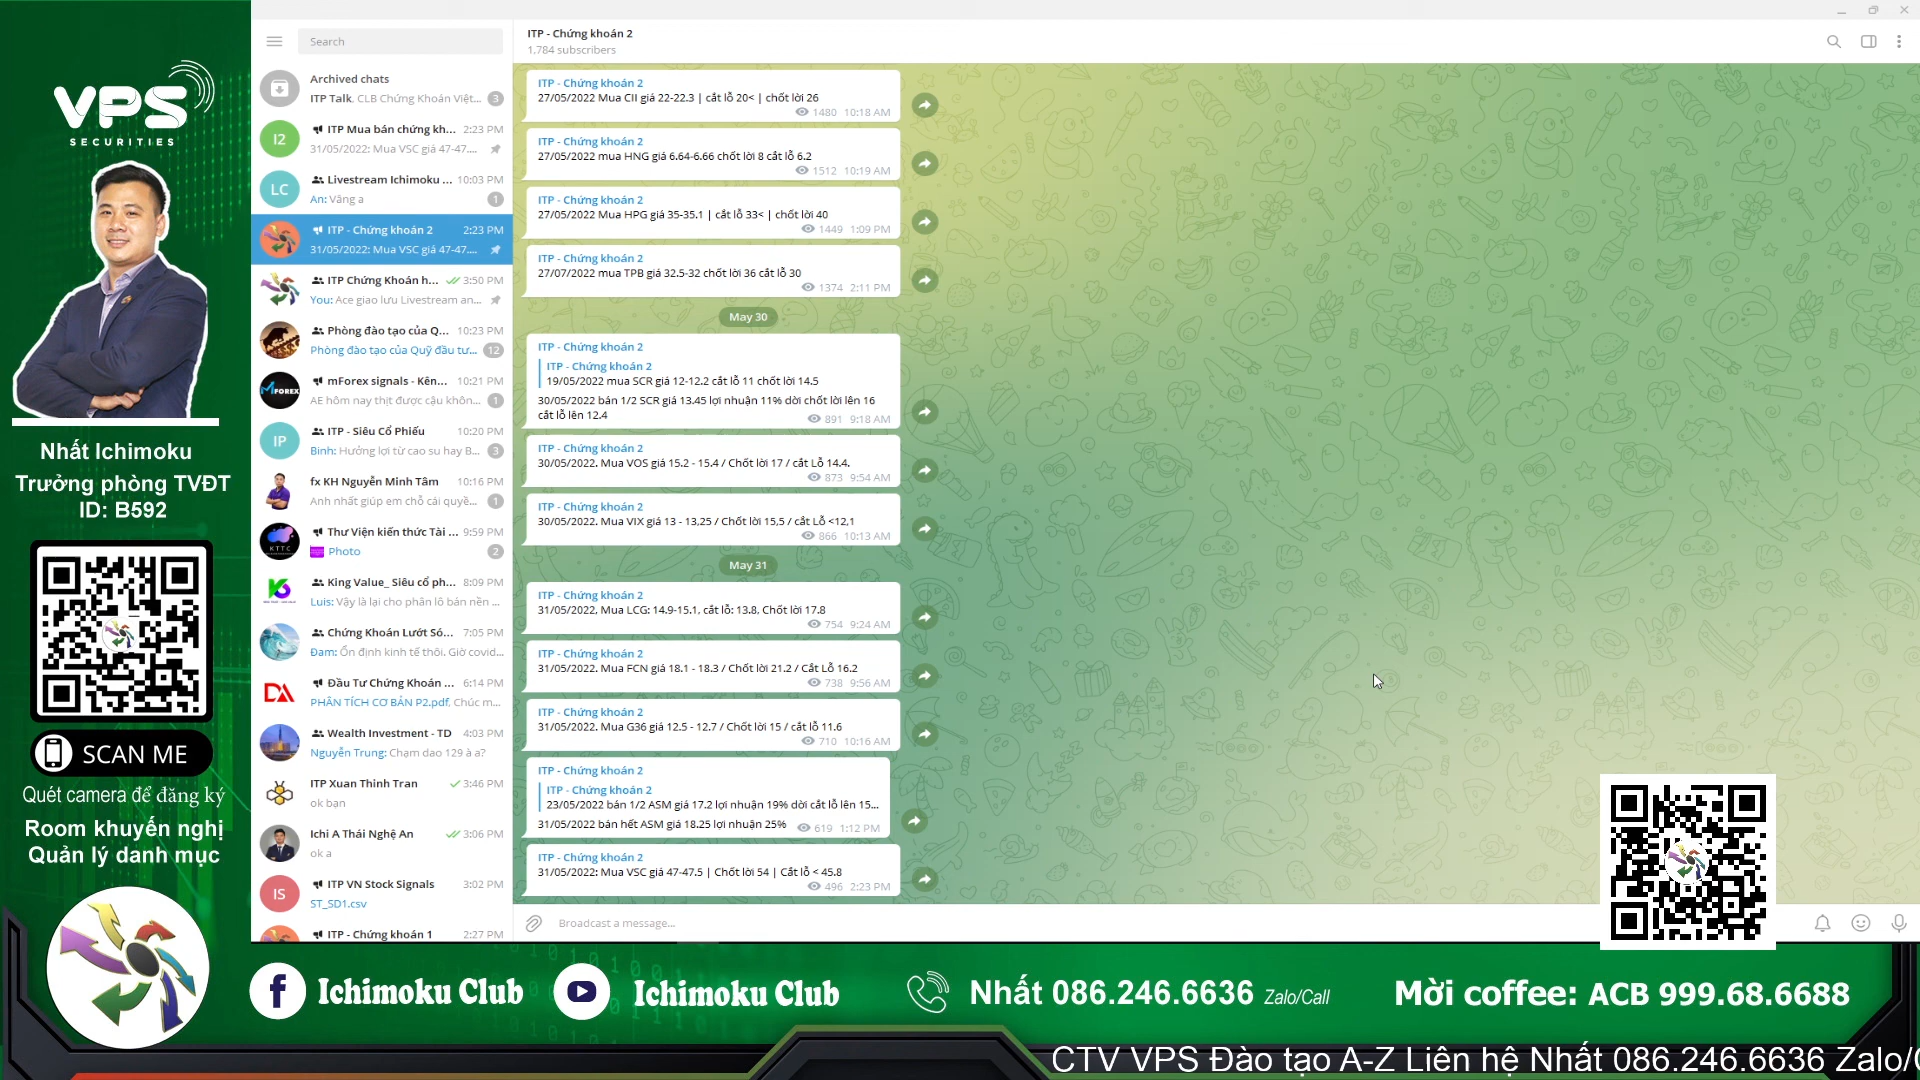 VPS
SECURITIES
Nhất Ichimoku
Trưởng phòng TVĐT
ID: B592
SCAN ME
Quét camera để đăng ký
Room khuyến nghị
Quản lý danh mục
Search
Archived chats
ITP Talk, CLB Chứng Khoán Việt... 3
I2
ITP Mua bán chứng kh... 2:23 PM
31/05/2022: Mua VSC giá 47-47....
LC
Livestream Ichimoku ... 10:03 PM
An: Vâng a 1
ITP - Chứng khoán 2 2:23 PM
31/05/2022: Mua VSC giá 47-47....
ITP Chứng Khoán h... 3:50 PM
You: Ace giao lưu Livestream an...
Phòng đào tạo của Q... 10:23 PM
Phòng đào tạo của Quỹ đầu tư... 12
MFOREX
mForex signals - Kên... 10:21 PM
AE hôm nay thịt được cậu khôn... 1
IP
ITP - Siêu Cổ Phiếu 10:20 PM
Binh: Hưởng lợi từ cao su hay B... 3
fx KH Nguyễn Minh Tâm 10:16 PM
Anh nhất giúp em chỗ cái quyề... 1
KTTC
Thư Viện kiến thức Tài ... 9:59 PM
Photo 2
King Value_ Siêu cổ ph... 8:09 PM
Luis: Vậy là lại cho phân lô bán nền ...
Chứng Khoán Lướt Só... 7:05 PM
Đam: Ổn định kinh tế thôi. Giờ covid...
DA
Đầu Tư Chứng Khoán ... 6:14 PM
PHÂN TÍCH CƠ BẢN P2.pdf, Chúc m...
Wealth Investment - TD 4:03 PM
Nguyễn Trung: Chạm dao 129 à a?
ITP Xuan Thinh Tran 3:46 PM
ok bạn
Ichi A Thái Nghệ An 3:06 PM
ok a
IS
ITP VN Stock Signals 3:02 PM
ST_SD1.csv
ITP - Chứng khoán 1 2:27 PM
ITP - Chứng khoán 2
1,784 subscribers
ITP - Chứng khoán 2
27/05/2022 Mua CII giá 22-22.3 | cắt lỗ 20< | chốt lời 26
1480 10:18 AM
ITP - Chứng khoán 2
27/05/2022 mua HNG giá 6.64-6.66 chốt lời 8 cắt lỗ 6.2
1512 10:19 AM
ITP - Chứng khoán 2
27/05/2022 Mua HPG giá 35-35.1 | cắt lỗ 33< | chốt lời 40
1449 1:09 PM
ITP - Chứng khoán 2
27/07/2022 mua TPB giá 32.5-32 chốt lời 36 cắt lỗ 30
1374 2:11 PM
May 30
ITP - Chứng khoán 2
ITP - Chứng khoán 2
19/05/2022 mua SCR giá 12-12.2 cắt lỗ 11 chốt lời 14.5
30/05/2022 bán 1/2 SCR giá 13.45 lợi nhuận 11% dời chốt lời lên 16
cắt lỗ lên 12.4
891 9:18 AM
ITP - Chứng khoán 2
30/05/2022. Mua VOS giá 15.2 - 15.4 / Chốt lời 17 / cắt Lỗ 14.4.
873 9:54 AM
ITP - Chứng khoán 2
30/05/2022. Mua VIX giá 13 - 13,25 / Chốt lời 15,5 / cắt Lỗ <12,1
866 10:13 AM
May 31
ITP - Chứng khoán 2
31/05/2022, Mua LCG: 14.9-15.1, cắt lỗ: 13.8, Chốt lời 17.8
754 9:24 AM
ITP - Chứng khoán 2
31/05/2022. Mua FCN giá 18.1 - 18.3 / Chốt lời 21.2 / Cắt Lỗ 16.2
738 9:56 AM
ITP - Chứng khoán 2
31/05/2022. Mua G36 giá 12.5 - 12.7 / Chốt lời 15 / cắt lỗ 11.6
710 10:16 AM
ITP - Chứng khoán 2
ITP - Chứng khoán 2
23/05/2022 bán 1/2 ASM giá 17.2 lợi nhuận 19% dời cắt lỗ lên 15...
31/05/2022 bán hết ASM giá 18.25 lợi nhuận 25%
619 1:12 PM
ITP - Chứng khoán 2
31/05/2022: Mua VSC giá 47-47.5 | Chốt lời 54 | Cắt lỗ < 45.8
496 2:23 PM
Broadcast a message...
Ichimoku Club
Ichimoku Club
Nhất 086.246.6636 Zalo/Call
Mời coffee: ACB 999.68.6688
CTV VPS Đào tạo A-Z Liên hệ Nhất 086.246.6636 Zalo/